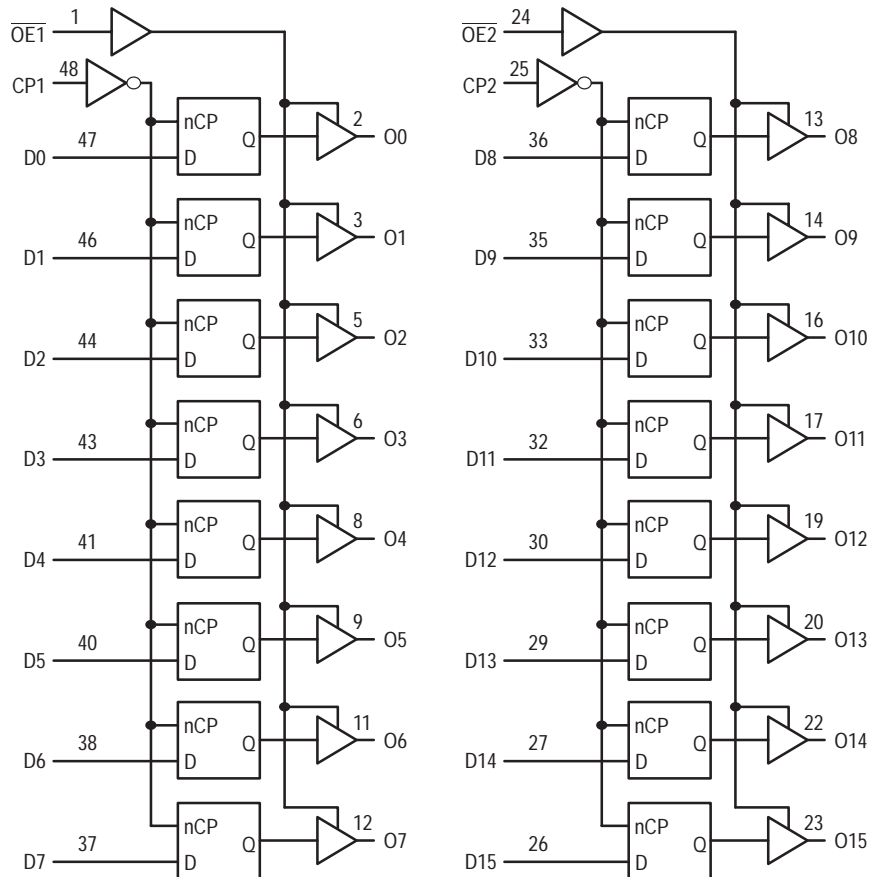 OE1 1
CP1 48
nCP
D Q
D0 47
2 O0
nCP
D Q
D1 46
3 O1
nCP
D Q
D2 44
5 O2
nCP
D Q
D3 43
6 O3
nCP
D Q
D4 41
8 O4
nCP
D Q
D5 40
9 O5
nCP
D Q
D6 38
11 O6
nCP
D Q
D7 37
12 O7
OE2 24
CP2 25
nCP
D Q
D8 36
13 O8
nCP
D Q
D9 35
14 O9
nCP
D Q
D10 33
16 O10
nCP
D Q
D11 32
17 O11
nCP
D Q
D12 30
19 O12
nCP
D Q
D13 29
20 O13
nCP
D Q
D14 27
22 O14
nCP
D Q
D15 26
23 O15